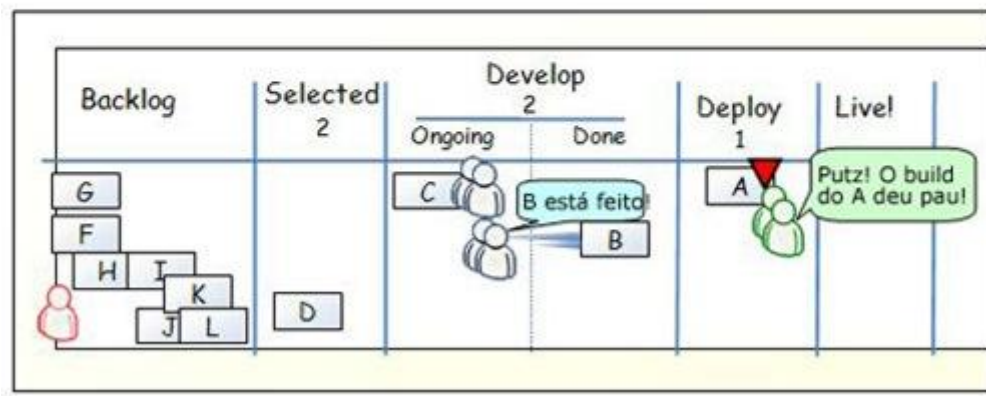 Backlog
Selected
2
Develop
2
Ongoing
Done
Deploy
1
Live!
G
C
A
Putz! O build
do A deu pau!
B está feito!
F
B
H
I
K
D
J
L